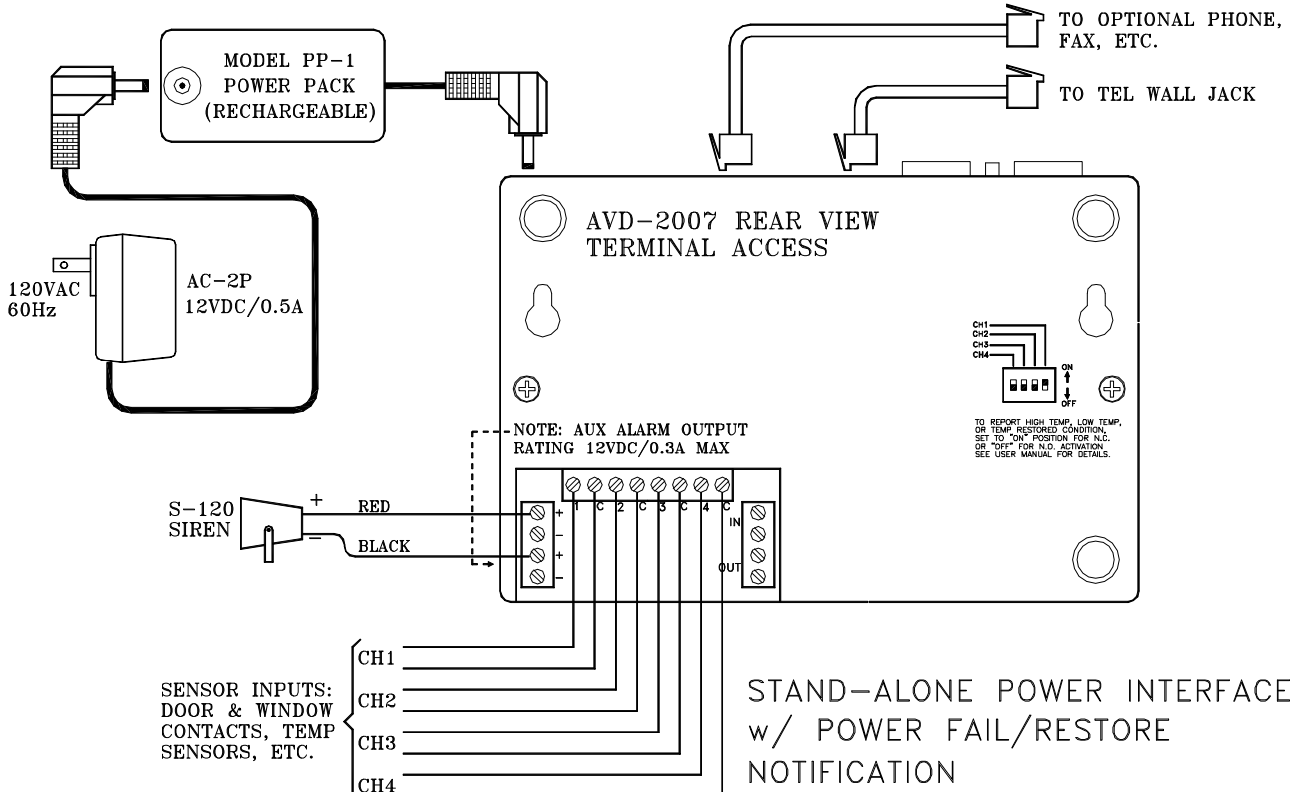 TO OPTIONAL PHONE,
FAX, ETC.
TO TEL WALL JACK
MODEL PP-1
POWER PACK
(RECHARGEABLE)
AVD-2007 REAR VIEW
TERMINAL ACCESS
120VAC
60Hz
AC-2P
12VDC/0.5A
CH1
CH2
CH3
CH4
ON
OFF
TO REPORT HIGH TEMP, LOW TEMP,
OR TEMP RESTORED CONDITION,
SET TO "ON" POSITION FOR N.C.
OR "OFF" FOR N.O. ACTIVATION
SEE USER MANUAL FOR DETAILS.
NOTE: AUX ALARM OUTPUT
RATING 12VDC/0.3A MAX
S-120
SIREN
+
-
RED
BLACK
+
-
+
-
1 C 2 C 3 C 4 C
IN
OUT
SENSOR INPUTS:
DOOR & WINDOW
CONTACTS, TEMP
SENSORS, ETC.
CH1
CH2
CH3
CH4
STAND-ALONE POWER INTERFACE
w/ POWER FAIL/RESTORE
NOTIFICATION